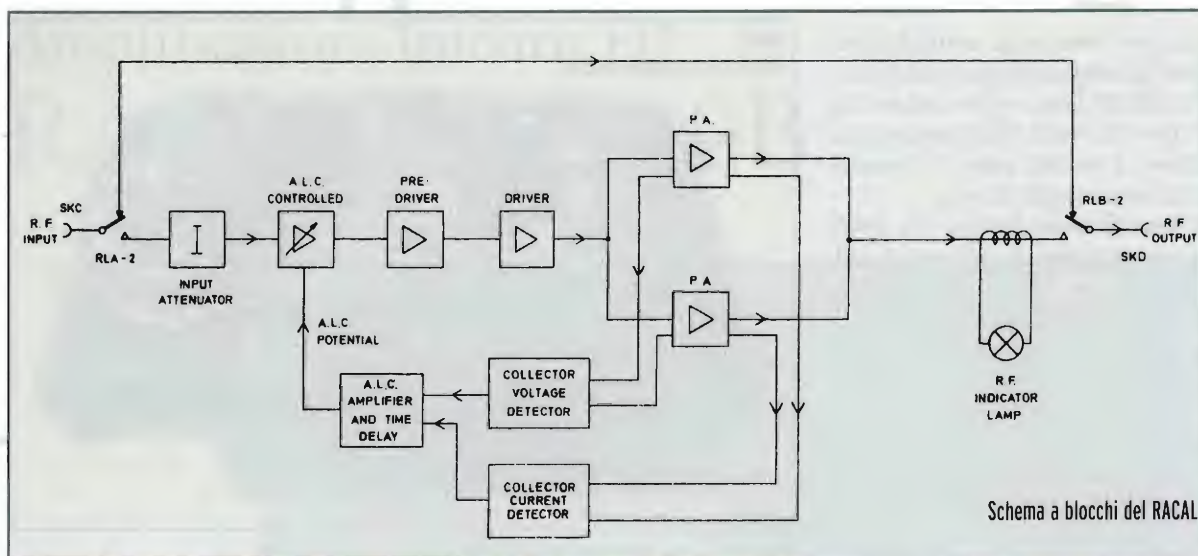 SKC
R.F.
INPUT
RLA-2
INPUT
ATTENUATOR
A.L.C.
CONTROLLED
PRE-
DRIVER
DRIVER
P.A.
P.A
A.L.C.
POTENTIAL
A.L.C.
AMPLIFIER
AND TIME
DELAY
COLLECTOR
VOLTAGE
DETECTOR
COLLECTOR
CURRENT
DETECTOR
R.F.
INDICATOR
LAMP
RLB-2
R.F.
OUTPUT
SKD
Schema a blocchi del RACAL